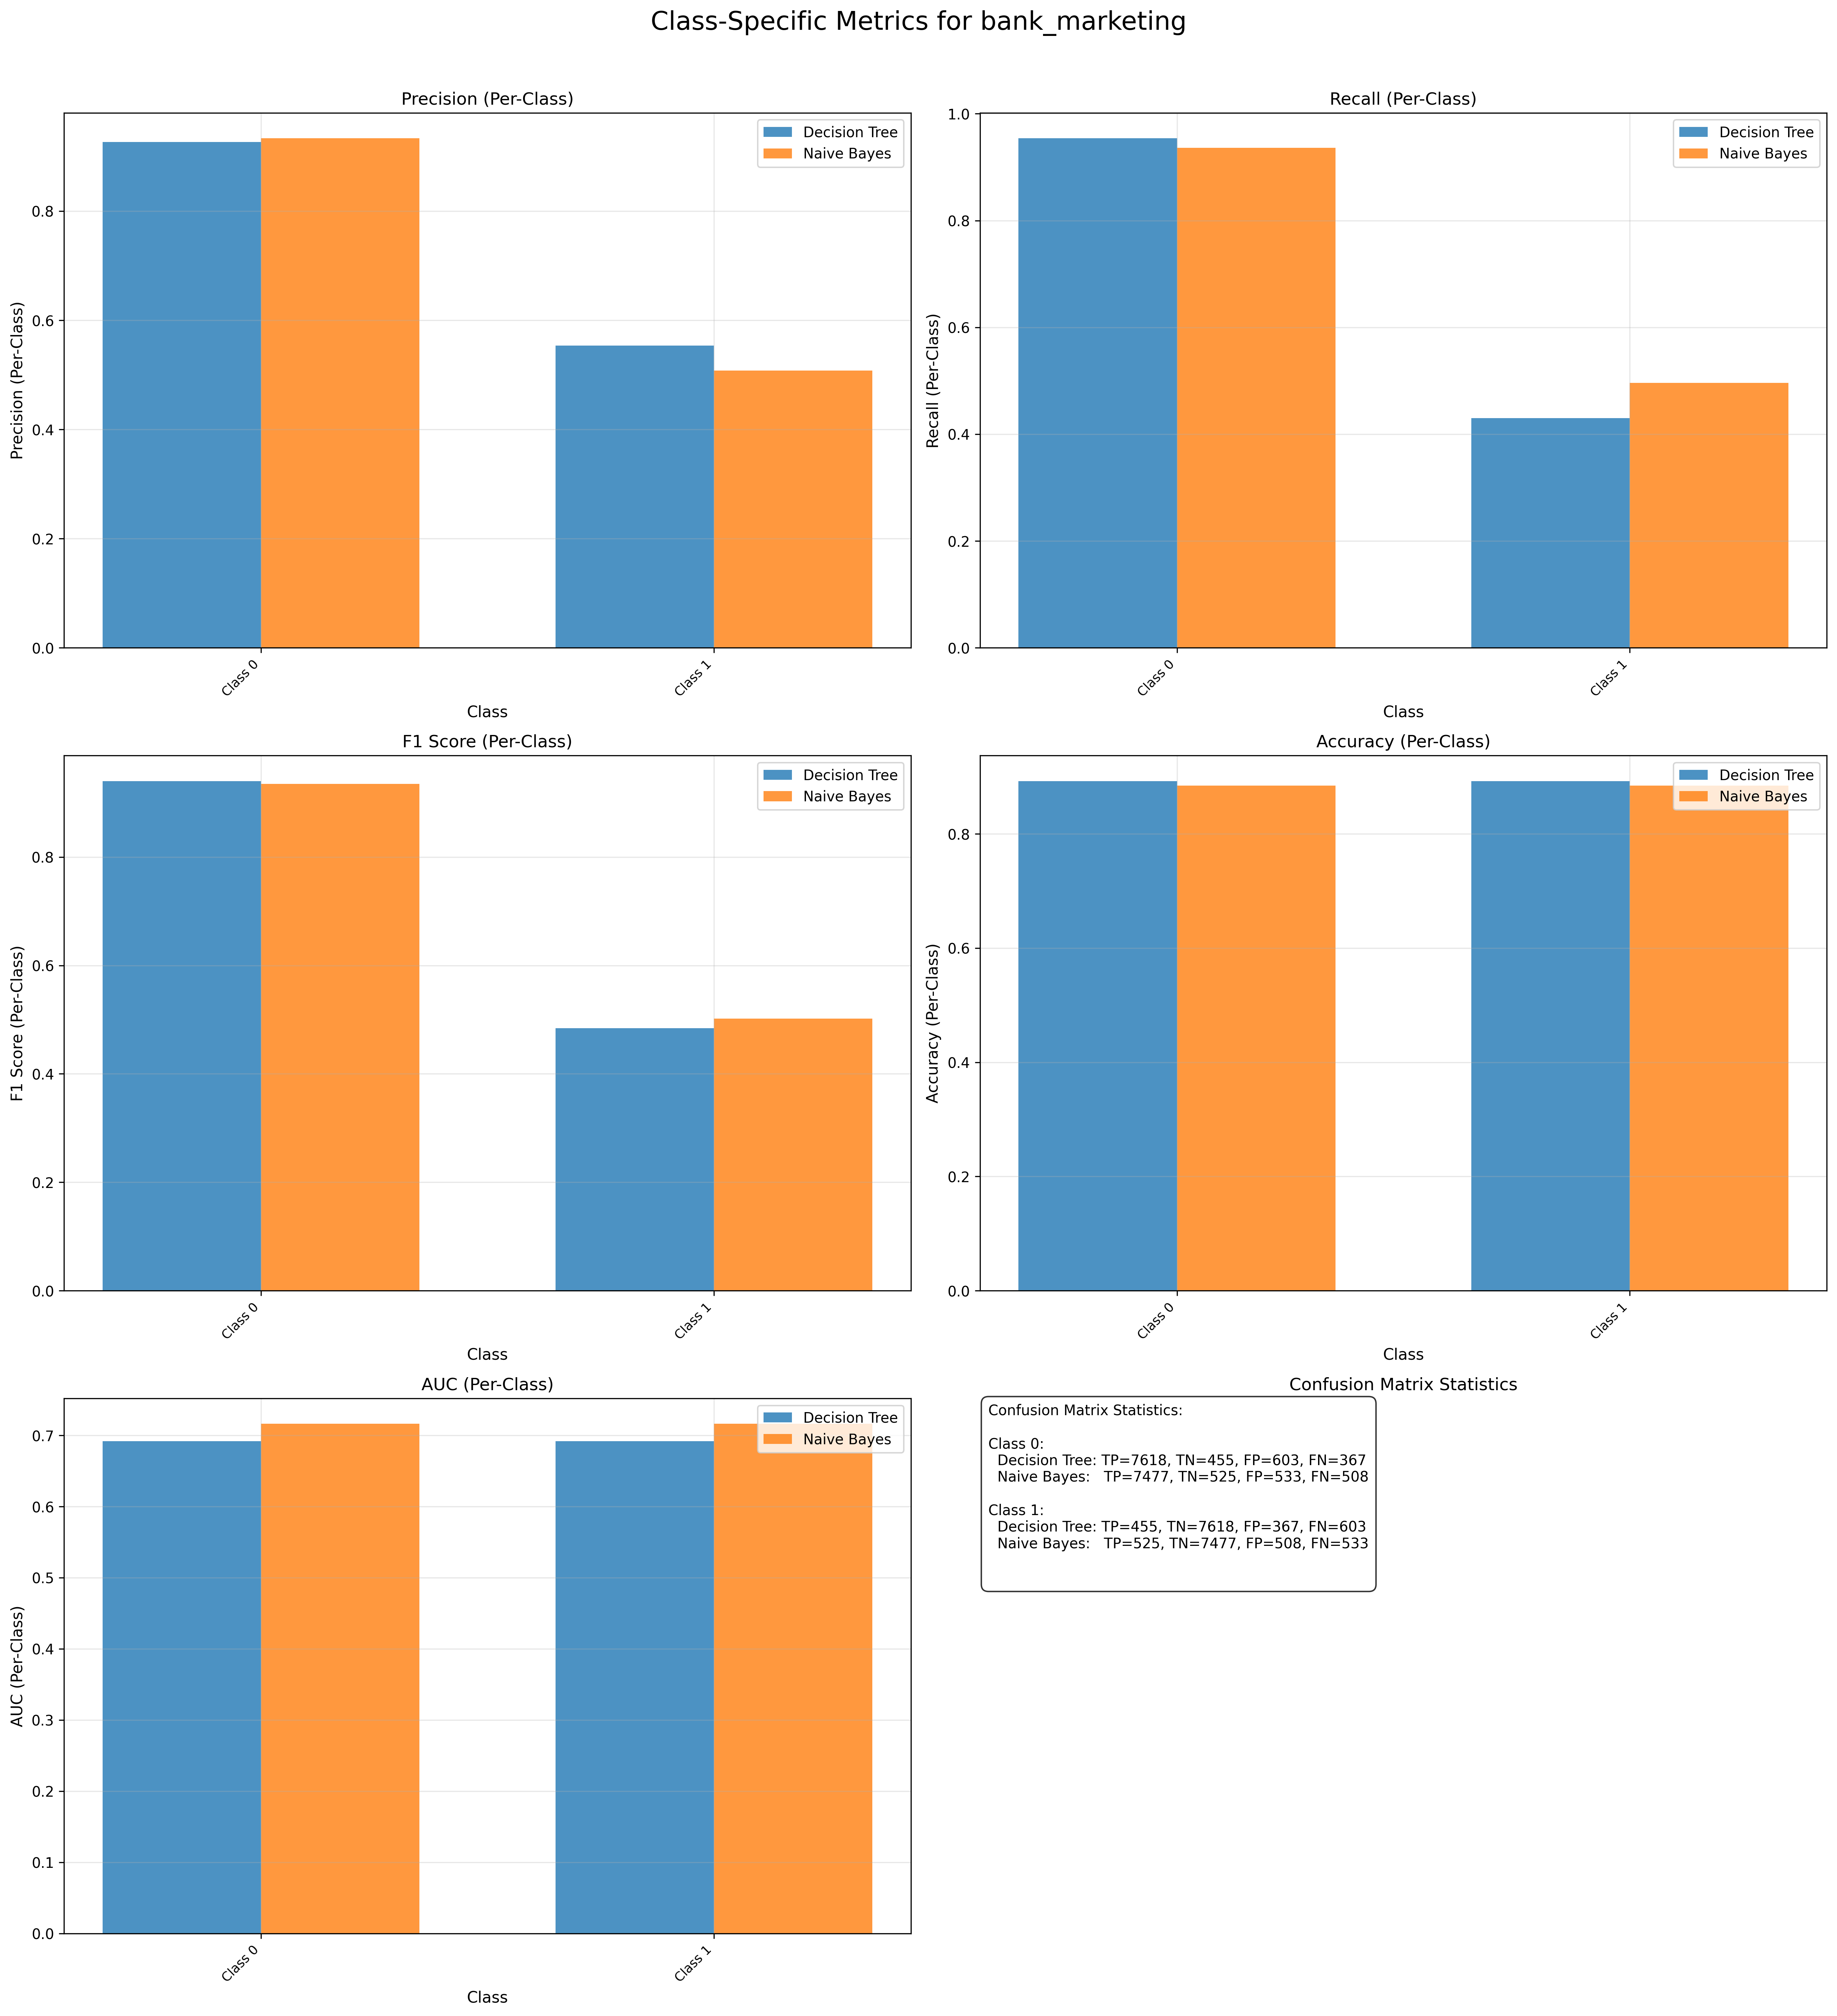 Class-Specific Metrics for bank_marketing
Precision (Per-Class)
Precision (Per-Class)
0.8
0.6
0.4
0.2
0.0
Decision Tree
Naive Bayes
Class 0
Class 1
Class
Recall (Per-Class)
Recall (Per-Class)
1.0
0.8
0.6
0.4
0.2
0.0
Decision Tree
Naive Bayes
Class 0
Class 1
Class
F1 Score (Per-Class)
F1 Score (Per-Class)
0.8
0.6
0.4
0.2
0.0
Decision Tree
Naive Bayes
Class 0
Class 1
Class
Accuracy (Per-Class)
Accuracy (Per-Class)
0.8
0.6
0.4
0.2
0.0
Decision Tree
Naive Bayes
Class 0
Class 1
Class
AUC (Per-Class)
AUC (Per-Class)
0.7
0.6
0.5
0.4
0.3
0.2
0.1
0.0
Decision Tree
Naive Bayes
Class 0
Class 1
Class
Confusion Matrix Statistics
Confusion Matrix Statistics:
Class 0:
Decision Tree: TP=7618, TN=455, FP=603, FN=367
Naive Bayes: TP=7477, TN=525, FP=533, FN=508
Class 1:
Decision Tree: TP=455, TN=7618, FP=367, FN=603
Naive Bayes: TP=525, TN=7477, FP=508, FN=533